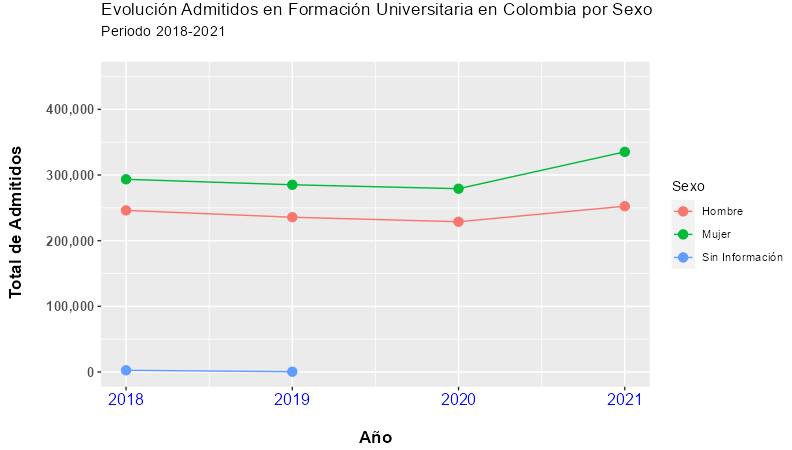 Evolución Admitidos en Formación Universitaria en Colombia por Sexo
Periodo 2018-2021
Total de Admitidos
400,000
300,000
200,000
100,000
0
2018 2019 2020 2021
Año
Sexo
Hombre
Mujer
Sin Información